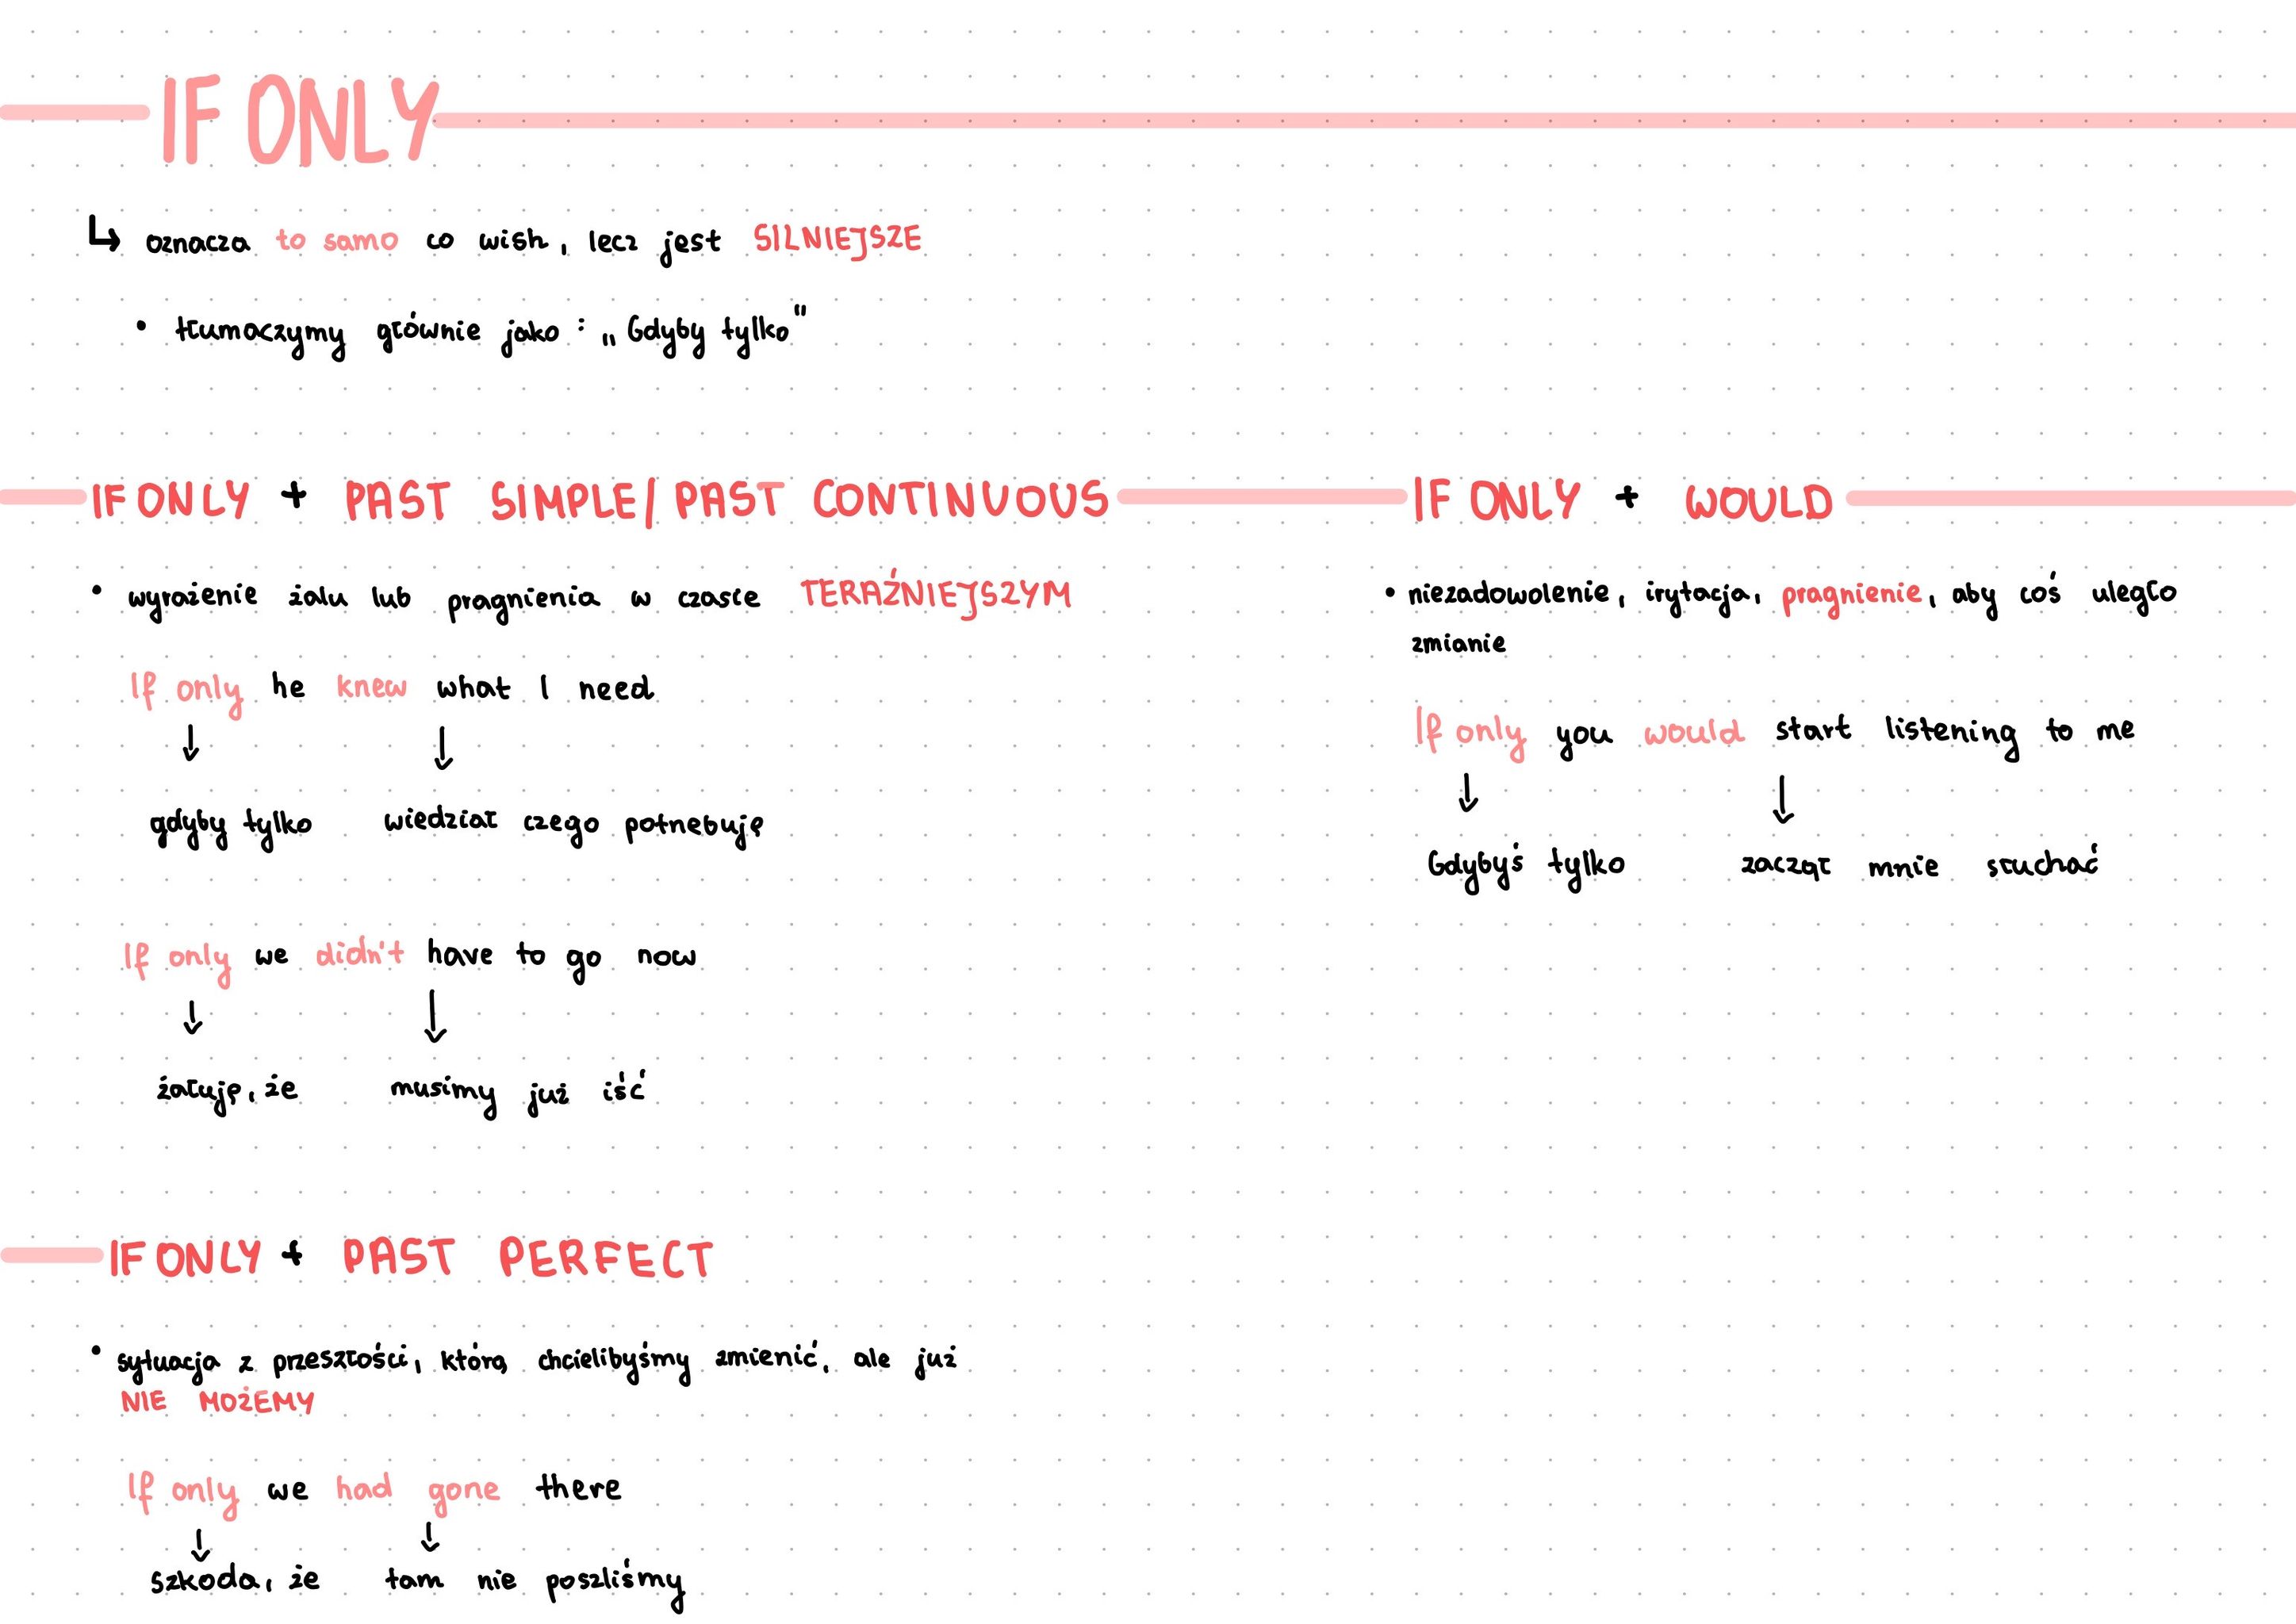 IF ONLY
oznacza to samo co wish, lecz jest SILNIEJSZE
• tłumaczymy głównie jako: „Gdyby tylko"
IF ONLY + PAST SIMPLE/PAST CONTINUOUS
• wyrażenie żalu lub pragnienia w czasie TERAŹNIEJSZYM
If only he knew what I need
gdyby tylko wiedział czego potrzebuję
If only we didn't have to go now
żałuję, że musimy już iść
IF ONLY + PAST PERFECT
• sytuacja z przeszłości, którą chcielibyśmy zmienić, ale już
NIE MOŻEMY
If only we had gone there
szkoda, że tam nie poszliśmy
IF ONLY + WOULD
• niezadowolenie, irytacja, pragnienie, aby coś uległo
zmianie
If only you would start listening to me
Gdybyś tylko zaczął mnie słuchać